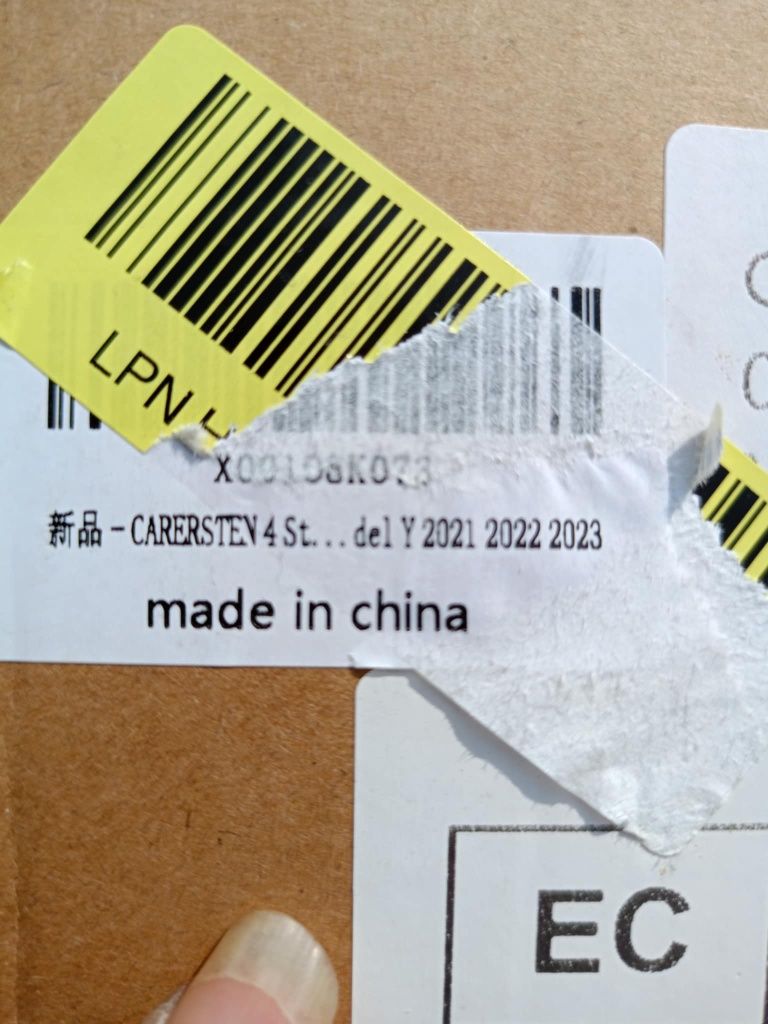 LPN
新品 - CARERSTEN 4 St... del Y 2021 2022 2023
made in china
EC